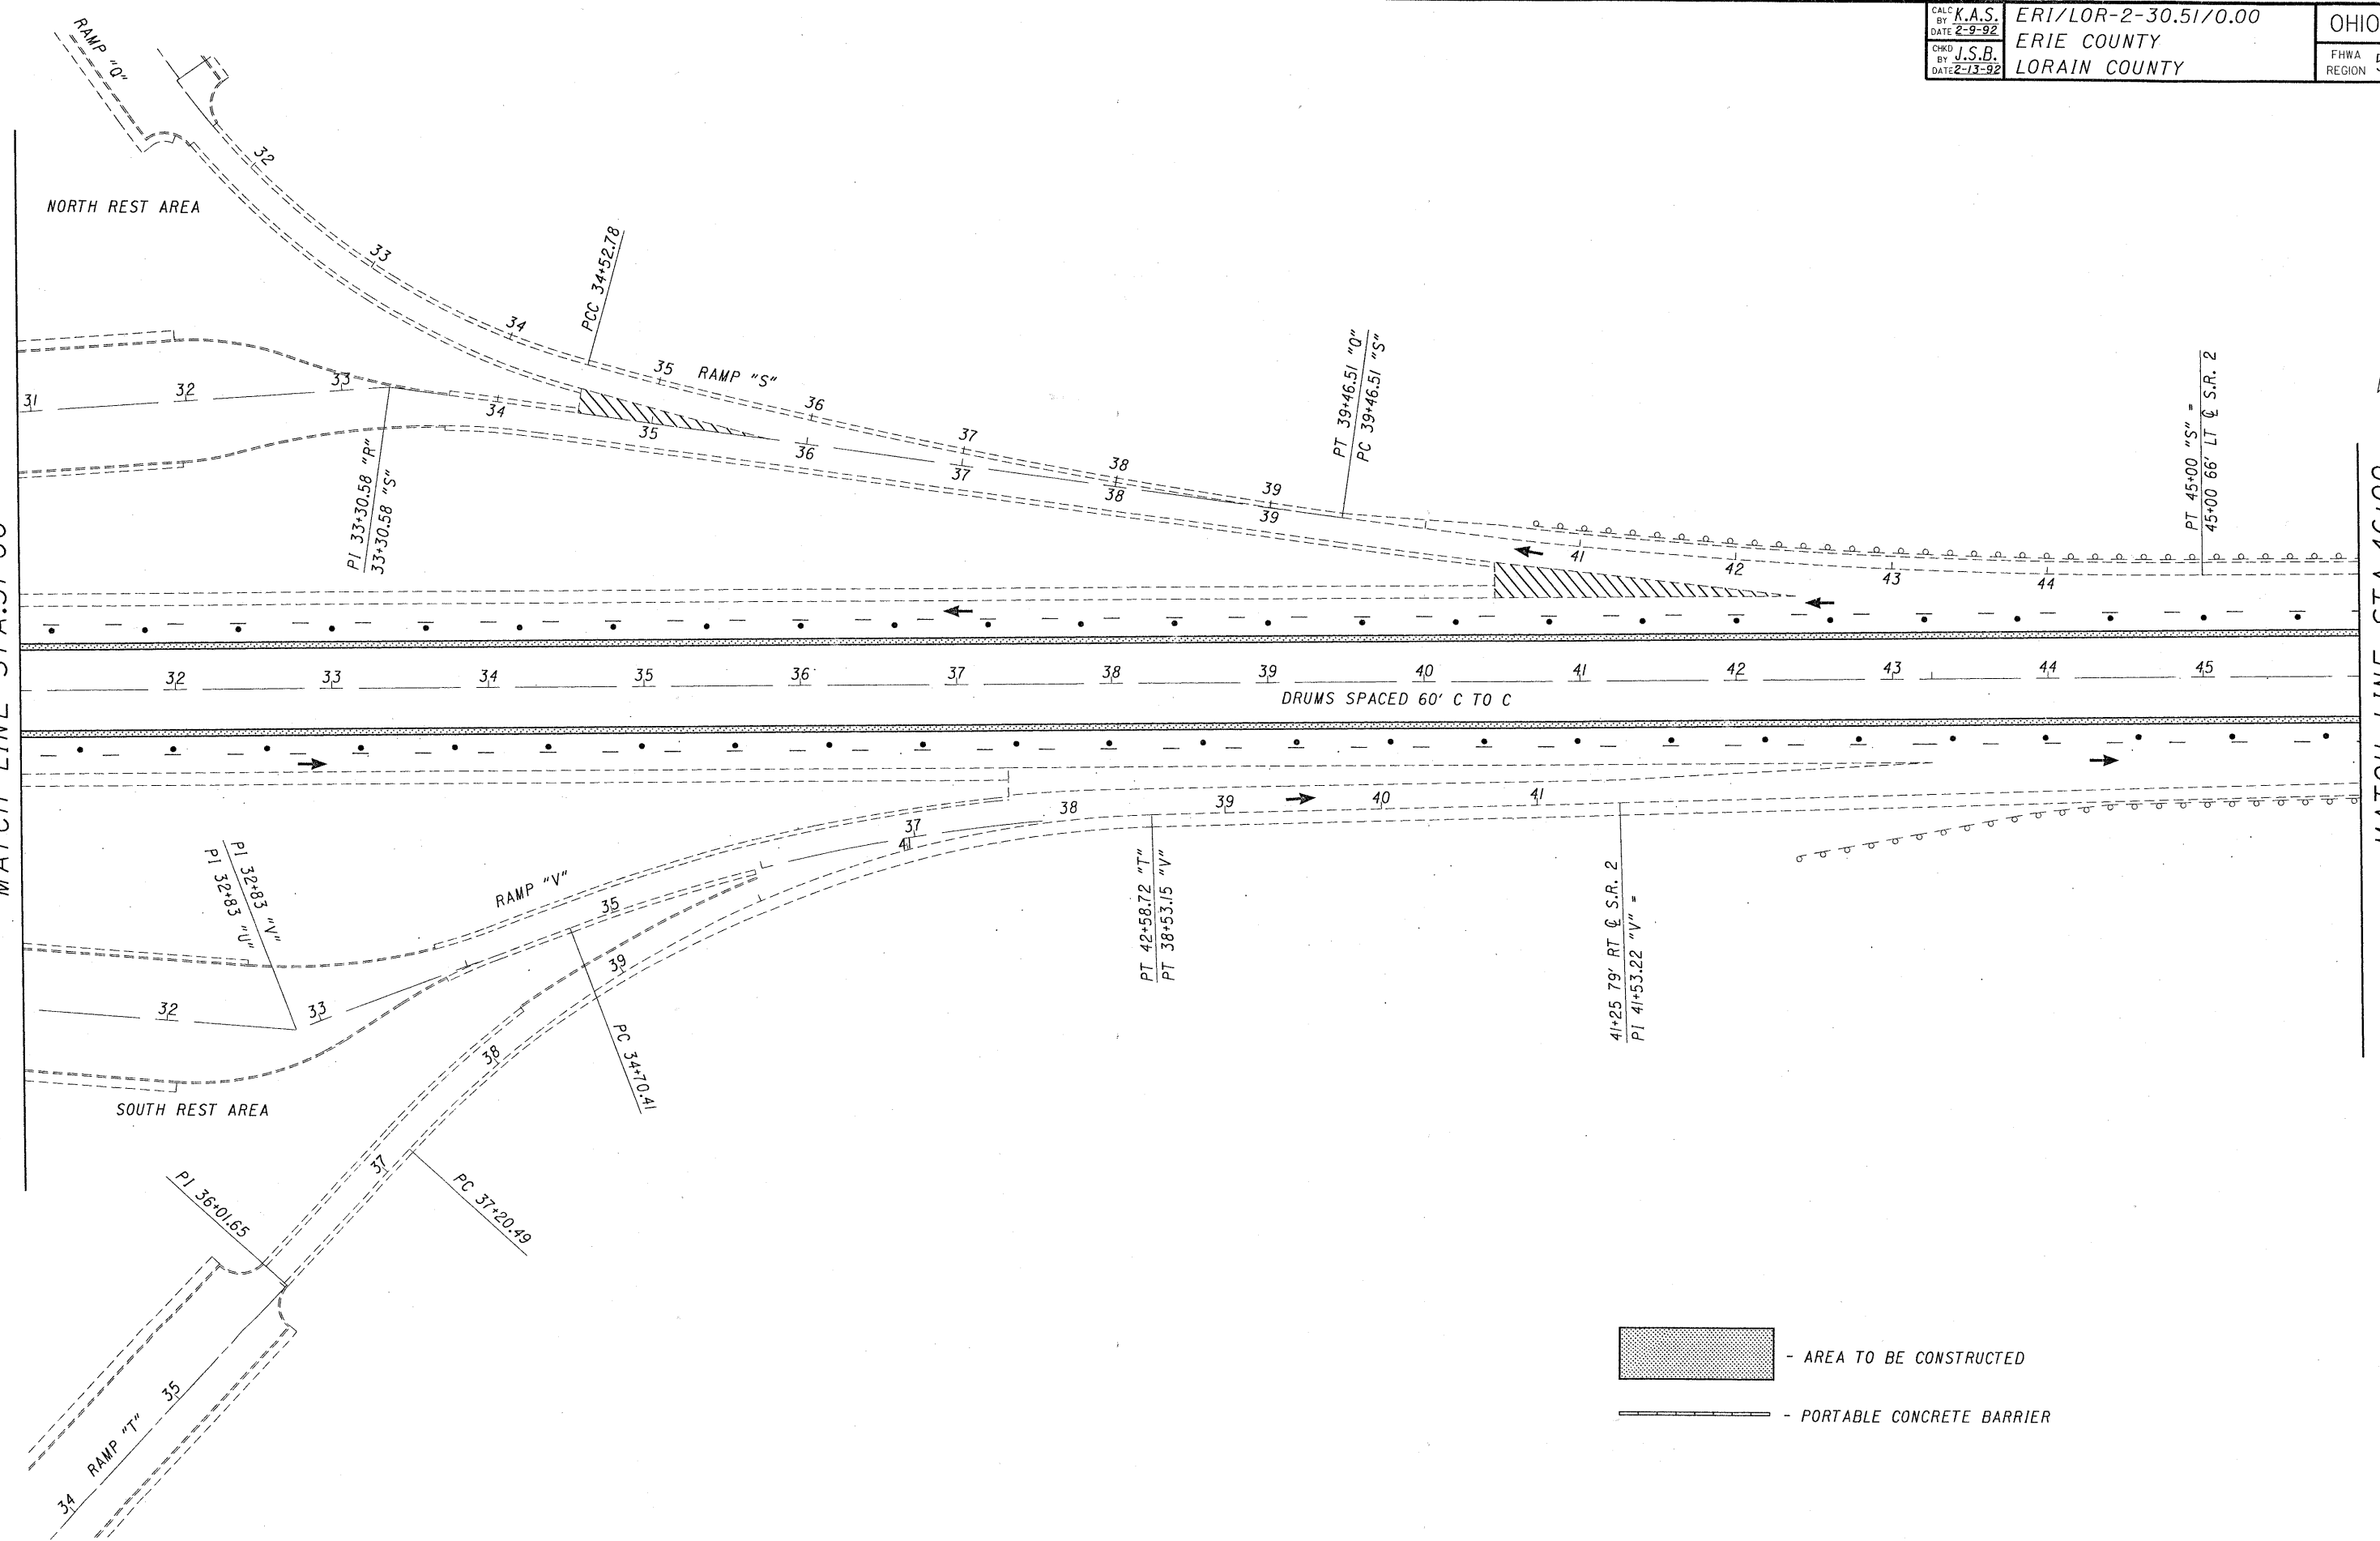 CALC BY K.A.S.
DATE 2-9-92
CHKD BY J.S.B.
DATE 2-13-92
ERI/LOR-2-30.51/0.00
ERIE COUNTY
LORAIN COUNTY
OHIO
FHWA REGION
RAMP "Q"
32
33
34
NORTH REST AREA
PCC 34+52.78
35
RAMP "S"
36
37
38
39
31
32
33
34
35
36
37
38
39
PI 33+30.58 "R"
33+30.58 "S"
PT 39+46.51 "Q"
PC 39+46.51 "S"
41
42
43
44
PT 45+00 "S" =
45+00 66' LT ℄ S.R. 2
MATCH LINE
MATCH LINE STA.46+00
32 33 34 35 36 37 38 39 40 41 42 43 44 45
DRUMS SPACED 60' C TO C
38 39 40 41
37
41
PI 32+83 "V"
PI 32+83 "U"
RAMP "V"
35
32
33
39
38
37
PC 34+70.41
PT 42+58.72 "T"
PT 38+53.15 "V"
41+25 79' RT ℄ S.R. 2
PI 41+53.22 "V" =
SOUTH REST AREA
PI 36+01.65
PC 37+20.49
35
RAMP "T"
34
- AREA TO BE CONSTRUCTED
- PORTABLE CONCRETE BARRIER